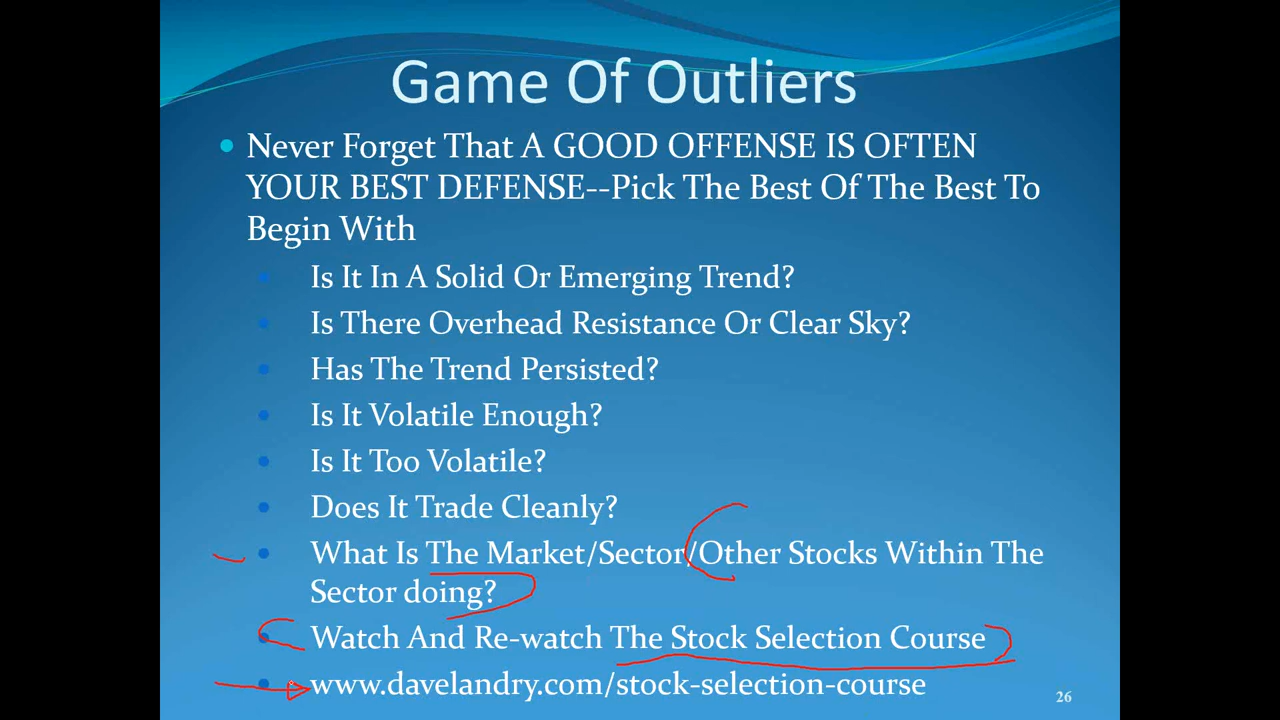 Game Of Outliers
Never Forget That A GOOD OFFENSE IS OFTEN
YOUR BEST DEFENSE--Pick The Best Of The Best To
Begin With
Is It In A Solid Or Emerging Trend?
Is There Overhead Resistance Or Clear Sky?
Has The Trend Persisted?
Is It Volatile Enough?
Is It Too Volatile?
Does It Trade Cleanly?
What Is The Market/Sector/Other Stocks Within The
Sector doing?
Watch And Re-watch The Stock Selection Course
www.davelandry.com/stock-selection-course
26